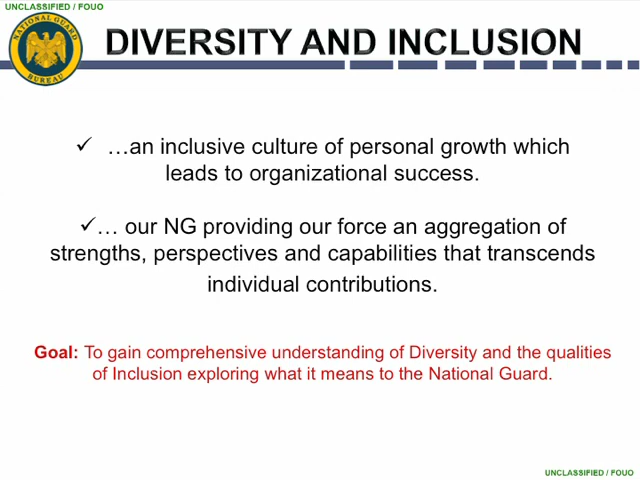 UNCLASSIFIED / FOUO
NATIONAL GUARD
BUREAU
DIVERSITY AND INCLUSION
✓ …an inclusive culture of personal growth which
leads to organizational success.
✓… our NG providing our force an aggregation of
strengths, perspectives and capabilities that transcends
individual contributions.
Goal: To gain comprehensive understanding of Diversity and the qualities
of Inclusion exploring what it means to the National Guard.
UNCLASSIFIED / FOUO